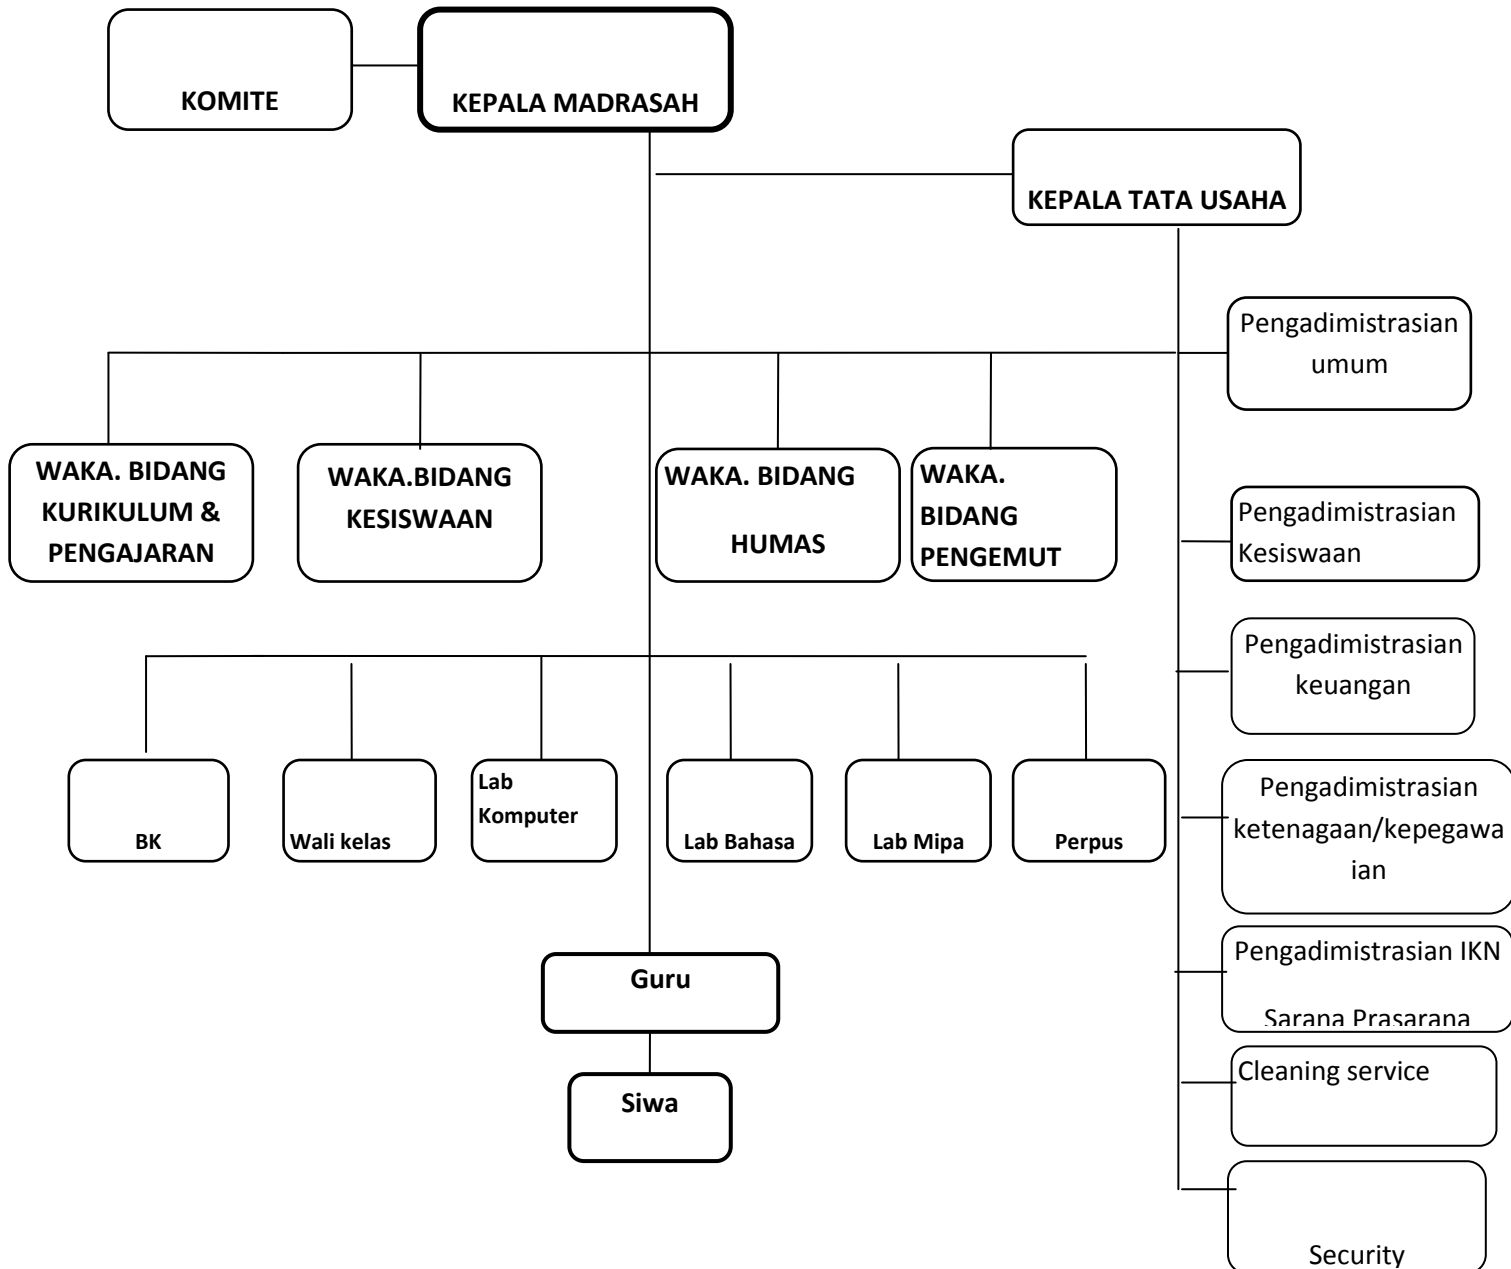 KOMITE
KEPALA MADRASAH
KEPALA TATA USAHA
Pengadimistrasian
umum
WAKA. BIDANG
KURIKULUM &
PENGAJARAN
WAKA.BIDANG
KESISWAAN
WAKA. BIDANG
HUMAS
WAKA.
BIDANG
PENGEMUT
Pengadimistrasian
Kesiswaan
Pengadimistrasian
keuangan
BK
Wali kelas
Lab
Komputer
Lab Bahasa
Lab Mipa
Perpus
Pengadimistrasian
ketenagaan/kepegawa
ian
Guru
Pengadimistrasian IKN
Sarana Prasarana
Siwa
Cleaning service
Security